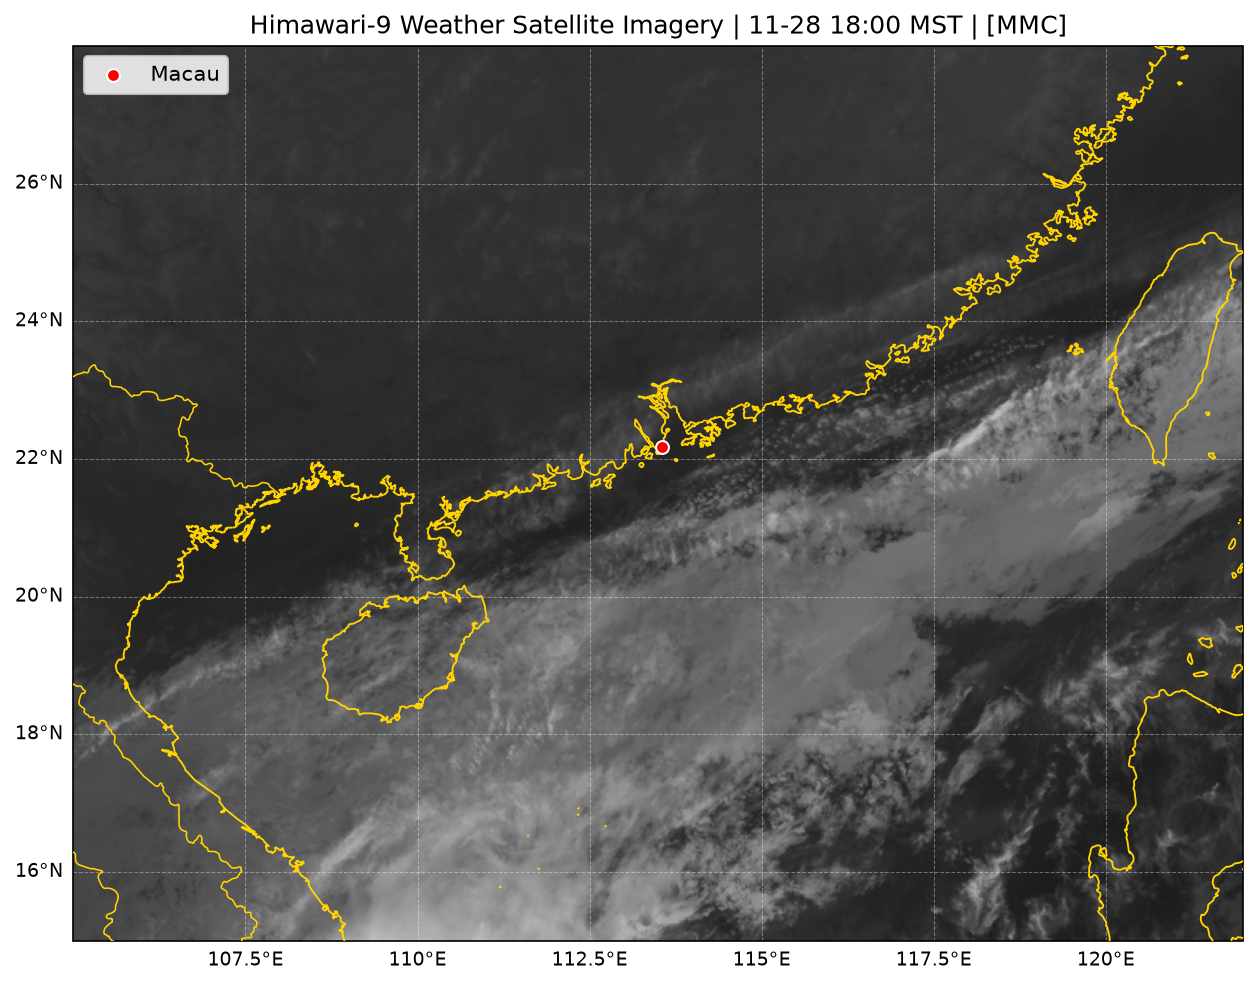 Himawari-9 Weather Satellite Imagery | 11-28 18:00 MST | [MMC]
Macau
26°N
24°N
22°N
20°N
18°N
16°N
107.5°E 110°E 112.5°E 115°E 117.5°E 120°E